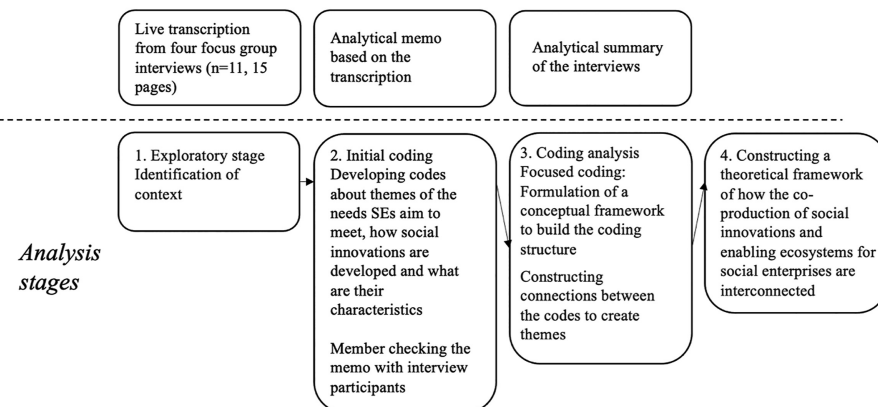 Live transcription
from four focus group
interviews (n=11, 15
pages)
Analytical memo
based on the
transcription
Analytical summary
of the interviews
Analysis
stages
1. Exploratory stage
Identification of
context
2. Initial coding
Developing codes
about themes of the
needs SEs aim to
meet, how social
innovations are
developed and what
are their
characteristics
Member checking the
memo with interview
participants
3. Coding analysis
Focused coding:
Formulation of a
conceptual framework
to build the coding
structure
Constructing
connections between
the codes to create
themes
4. Constructing a
theoretical framework
of how the co-
production of social
innovations and
enabling ecosystems for
social enterprises are
interconnected